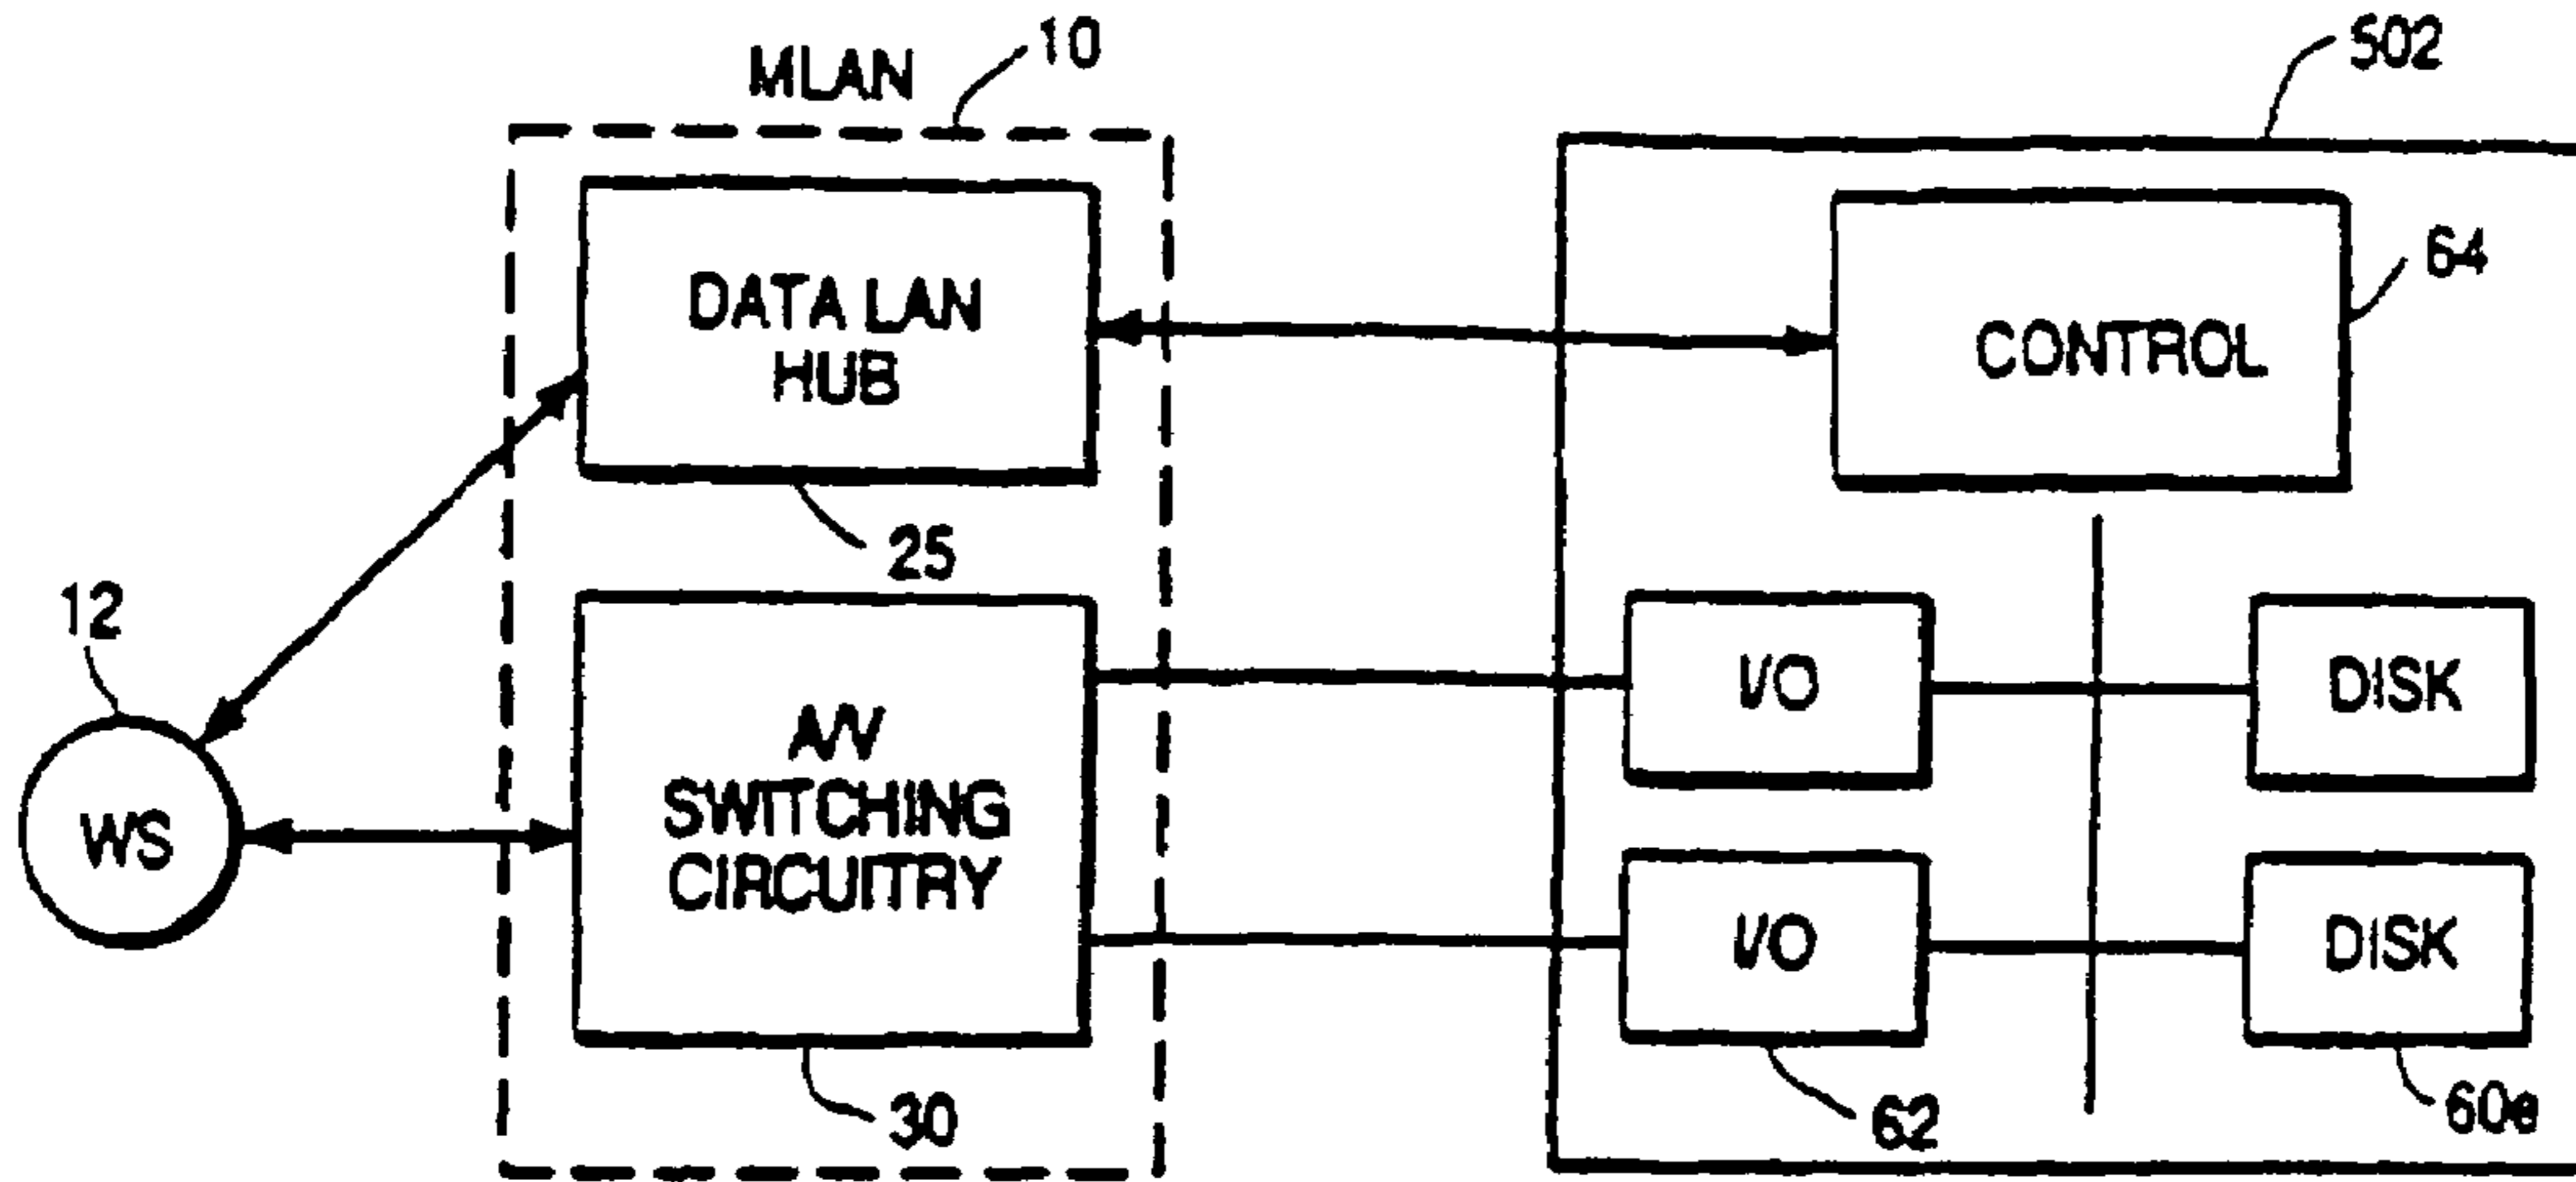 MLAN
10
502
DATA LAN
HUB
25
CONTROL
64
12
WS
A/V
SWITCHING
CIRCUITRY
30
I/O
DISK
I/O
DISK
62
60e